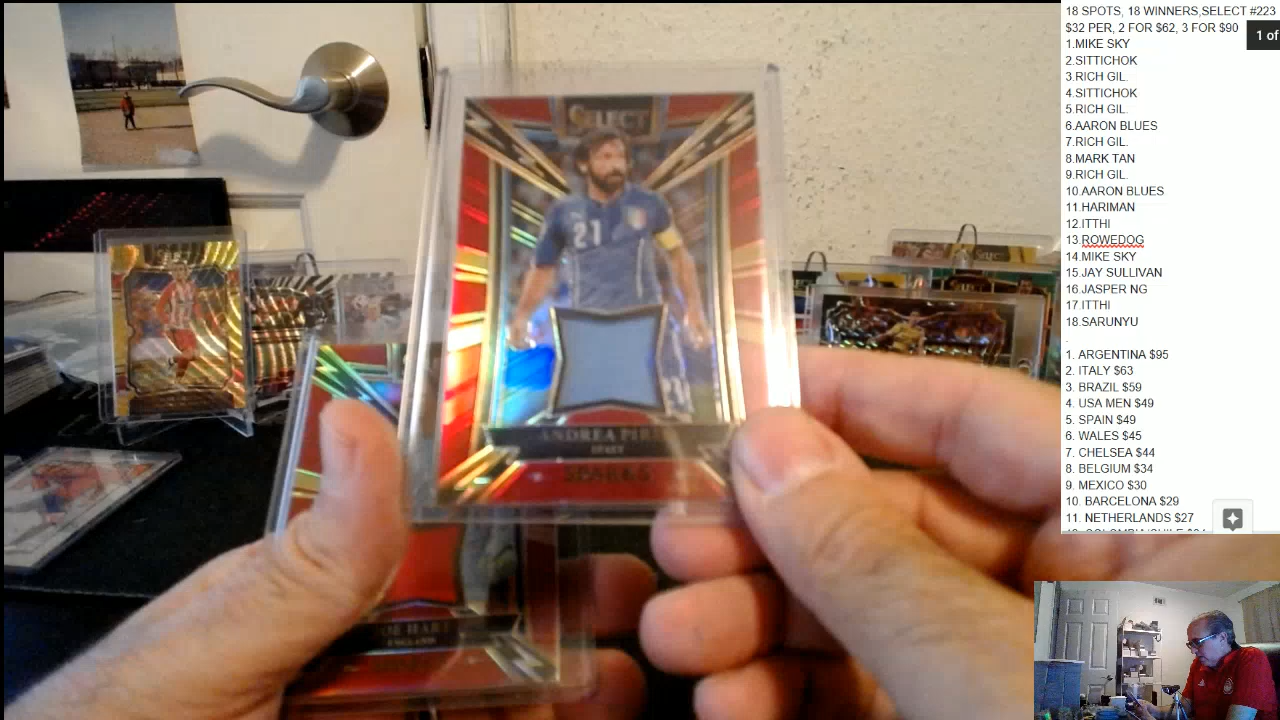 18 SPOTS, 18 WINNERS,SELECT #223
$32 PER, 2 FOR $62, 3 FOR $90
1 of
1.MIKE SKY
2.SITTICHOK
3.RICH GIL.
4.SITTICHOK
5.RICH GIL.
6.AARON BLUES
7.RICH GIL.
8.MARK TAN
9.RICH GIL.
10.AARON BLUES
11 HARIMAN
12.ITTHI
13.ROWEDOG
14.MIKE SKY
15.JAY SULLIVAN
16.JASPER NG
17 ITTHI
18.SARUNYU
.
1. ARGENTINA $95
2. ITALY $63
3. BRAZIL $59
4. USA MEN $49
5. SPAIN $49
6. WALES $45
7. CHELSEA $44
8. BELGIUM $34
9. MEXICO $30
10. BARCELONA $29
11. NETHERLANDS $27
SELECT
21
ANDREA
ITALY
HART
ENGLAND